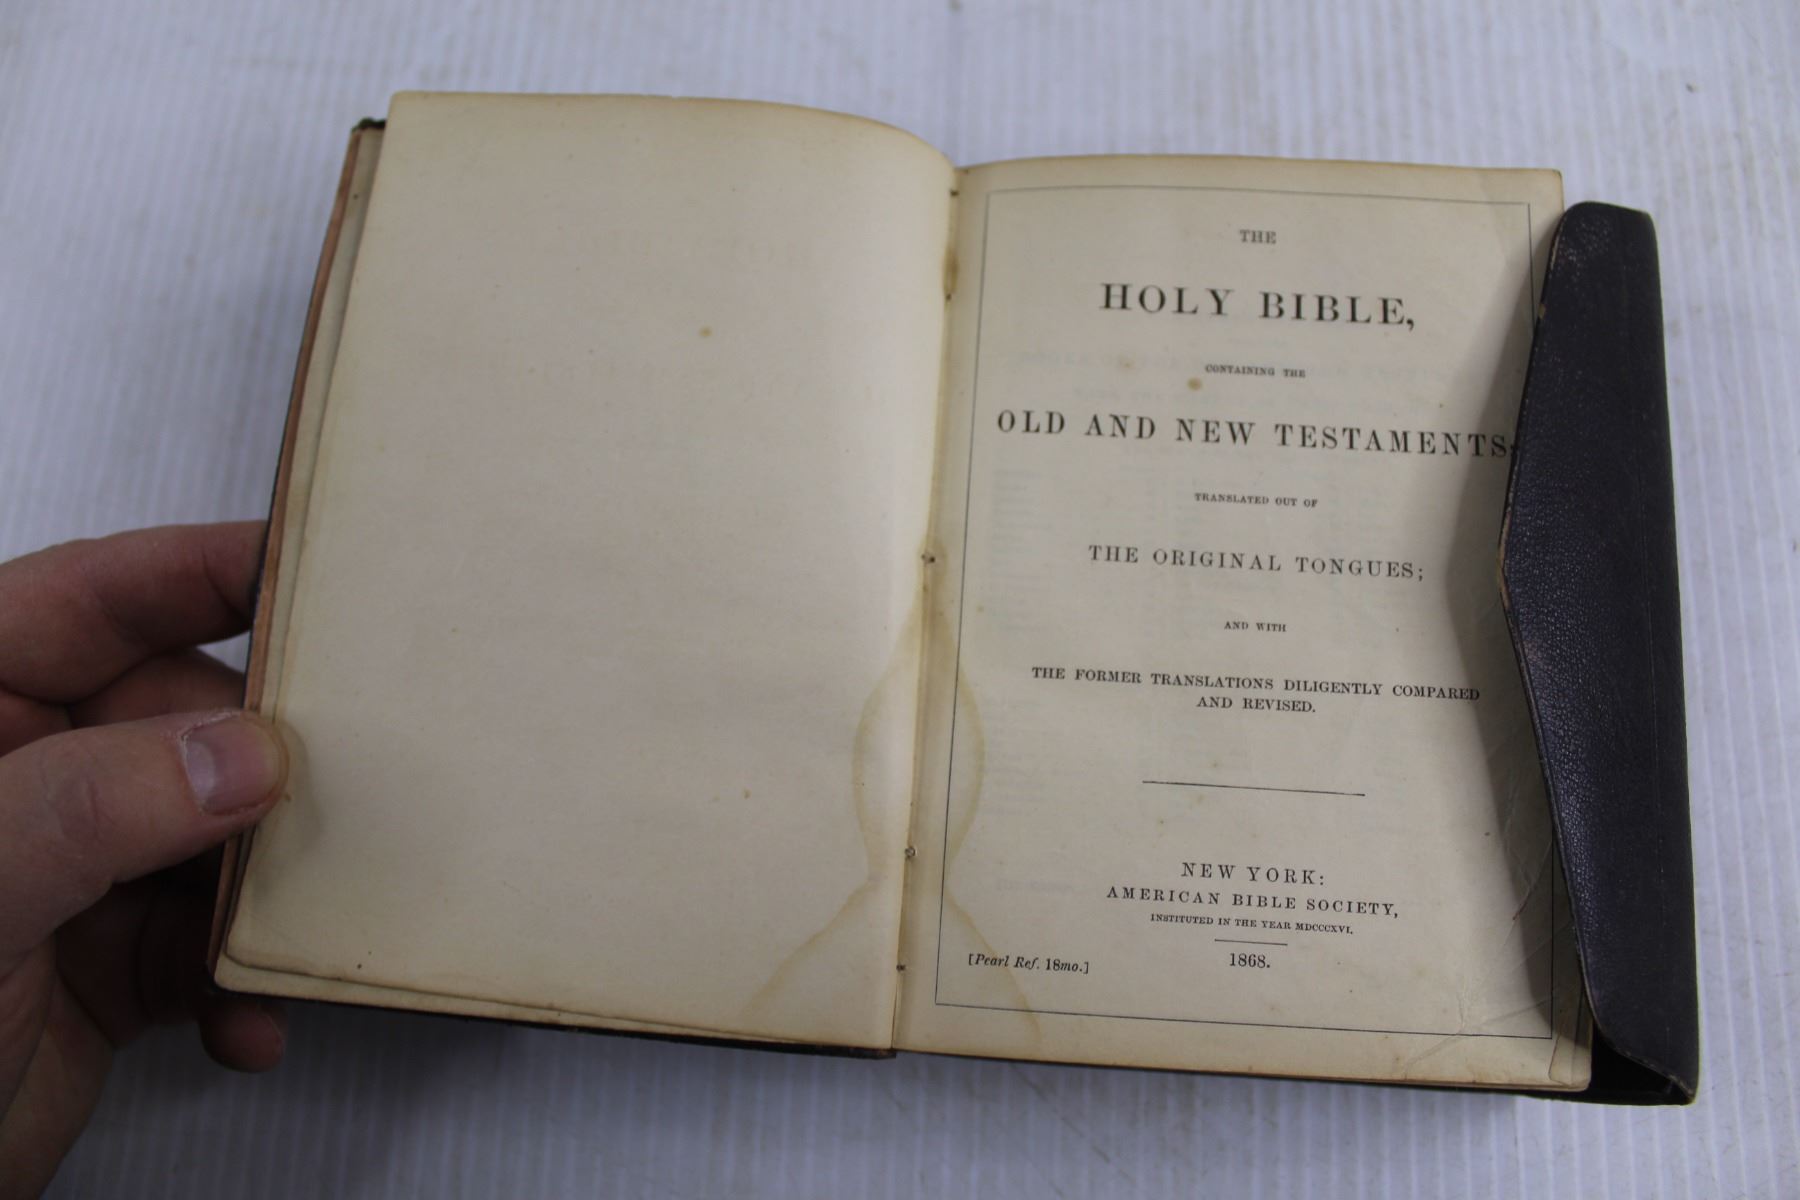 THE
HOLY BIBLE,
CONTAINING THE
OLD AND NEW TESTAMENTS:
TRANSLATED OUT OF
THE ORIGINAL TONGUES;
AND WITH
THE FORMER TRANSLATIONS DILIGENTLY COMPARED
AND REVISED.
NEW YORK:
AMERICAN BIBLE SOCIETY,
INSTITUTED IN THE YEAR MDCCCXVI.
1868.
[Pearl Ref. 18mo.]